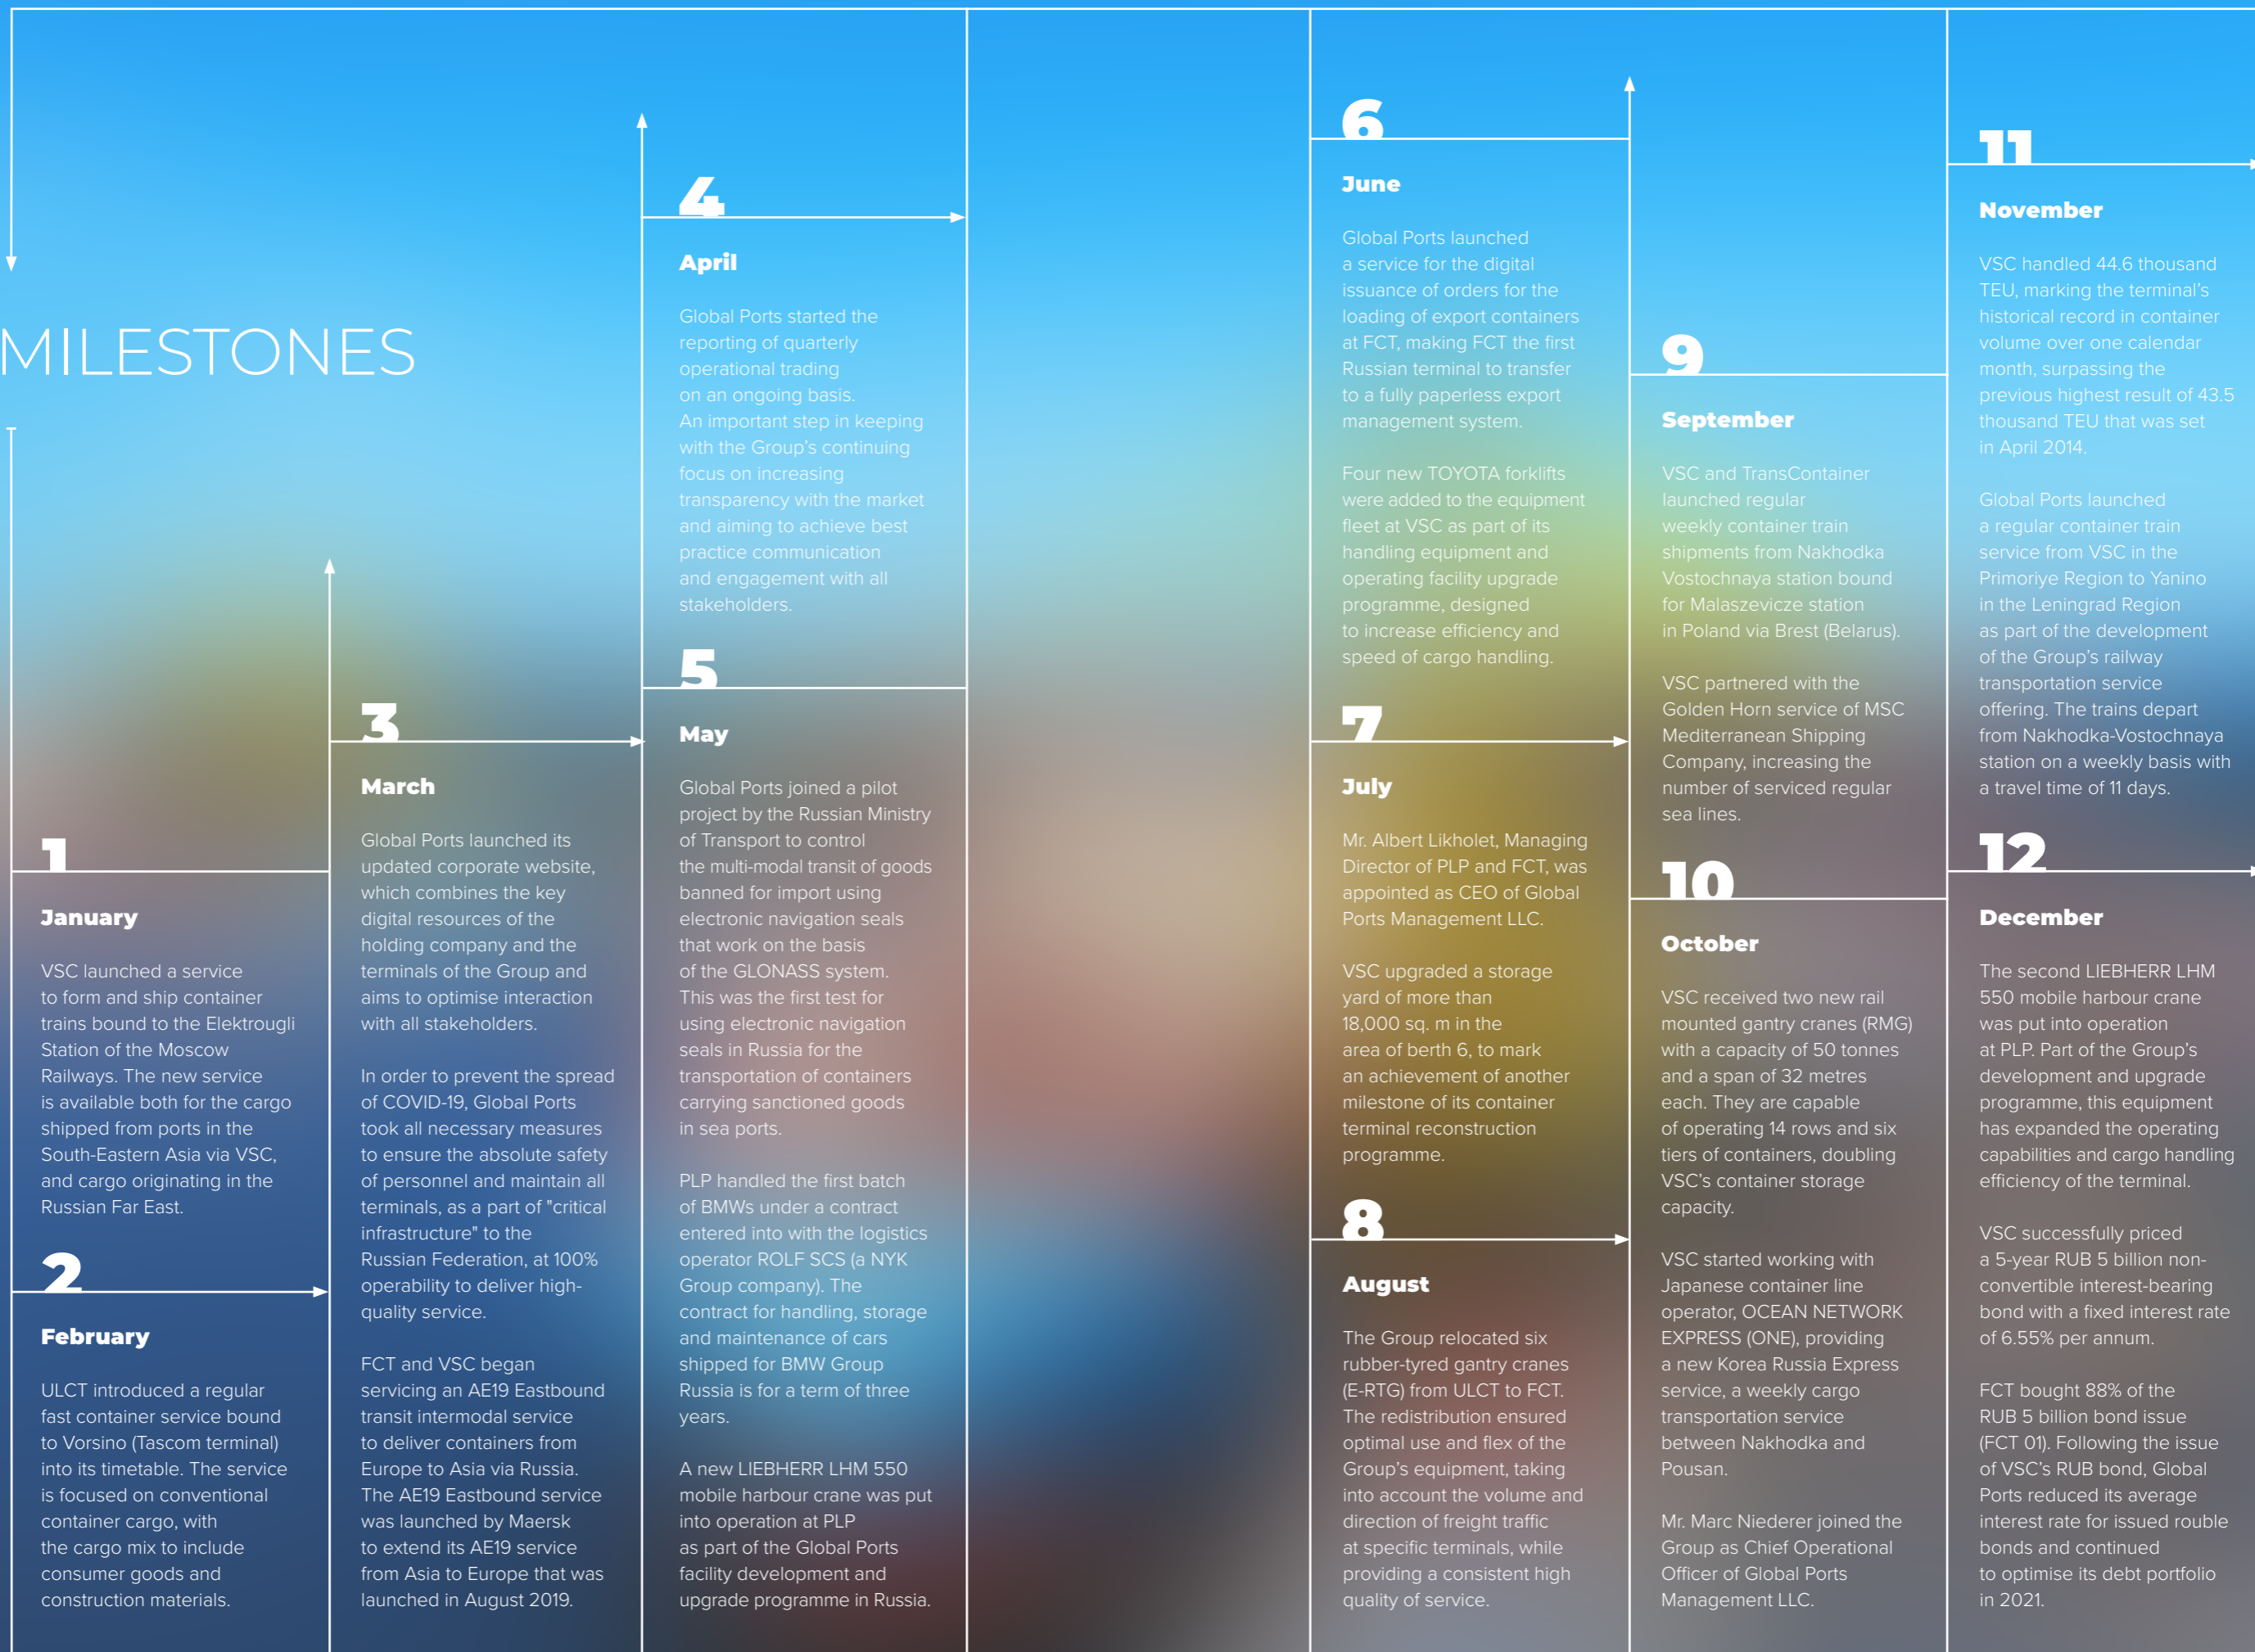 MILESTONES
1
January
VSC launched a service
to form and ship container
trains bound to the Elektrougli
Station of the Moscow
Railways. The new service
is available both for the cargo
shipped from ports in the
South-Eastern Asia via VSC,
and cargo originating in the
Russian Far East.
2
February
ULCT introduced a regular
fast container service bound
to Vorsino (Tascom terminal)
into its timetable. The service
is focused on conventional
container cargo, with
the cargo mix to include
consumer goods and
construction materials.
3
March
Global Ports launched its
updated corporate website,
which combines the key
digital resources of the
holding company and the
terminals of the Group and
aims to optimise interaction
with all stakeholders.
In order to prevent the spread
of COVID-19, Global Ports
took all necessary measures
to ensure the absolute safety
of personnel and maintain all
terminals, as a part of "critical
infrastructure" to the
Russian Federation, at 100%
operability to deliver high-
quality service.
FCT and VSC began
servicing an AE19 Eastbound
transit intermodal service
to deliver containers from
Europe to Asia via Russia.
The AE19 Eastbound service
was launched by Maersk
to extend its AE19 service
from Asia to Europe that was
launched in August 2019.
4
April
Global Ports started the
reporting of quarterly
operational trading
on an ongoing basis.
An important step in keeping
with the Group's continuing
focus on increasing
transparency with the market
and aiming to achieve best
practice communication
and engagement with all
stakeholders.
5
May
Global Ports joined a pilot
project by the Russian Ministry
of Transport to control
the multi-modal transit of goods
banned for import using
electronic navigation seals
that work on the basis
of the GLONASS system.
This was the first test for
using electronic navigation
seals in Russia for the
transportation of containers
carrying sanctioned goods
in sea ports.
PLP handled the first batch
of BMWs under a contract
entered into with the logistics
operator ROLF SCS (a NYK
Group company). The
contract for handling, storage
and maintenance of cars
shipped for BMW Group
Russia is for a term of three
years.
A new LIEBHERR LHM 550
mobile harbour crane was put
into operation at PLP
as part of the Global Ports
facility development and
upgrade programme in Russia.
6
June
Global Ports launched
a service for the digital
issuance of orders for the
loading of export containers
at FCT, making FCT the first
Russian terminal to transfer
to a fully paperless export
management system.
Four new TOYOTA forklifts
were added to the equipment
fleet at VSC as part of its
handling equipment and
operating facility upgrade
programme, designed
to increase efficiency and
speed of cargo handling.
7
July
Mr. Albert Likholet, Managing
Director of PLP and FCT, was
appointed as CEO of Global
Ports Management LLC.
VSC upgraded a storage
yard of more than
18,000 sq. m in the
area of berth 6, to mark
an achievement of another
milestone of its container
terminal reconstruction
programme.
8
August
The Group relocated six
rubber-tyred gantry cranes
(E-RTG) from ULCT to FCT.
The redistribution ensured
optimal use and flex of the
Group's equipment, taking
into account the volume and
direction of freight traffic
at specific terminals, while
providing a consistent high
quality of service.
9
September
VSC and TransContainer
launched regular
weekly container train
shipments from Nakhodka
Vostochnaya station bound
for Malaszevicze station
in Poland via Brest (Belarus).
VSC partnered with the
Golden Horn service of MSC
Mediterranean Shipping
Company, increasing the
number of serviced regular
sea lines.
10
October
VSC received two new rail
mounted gantry cranes (RMG)
with a capacity of 50 tonnes
and a span of 32 metres
each. They are capable
of operating 14 rows and six
tiers of containers, doubling
VSC's container storage
capacity.
VSC started working with
Japanese container line
operator, OCEAN NETWORK
EXPRESS (ONE), providing
a new Korea Russia Express
service, a weekly cargo
transportation service
between Nakhodka and
Pousan.
Mr. Marc Niederer joined the
Group as Chief Operational
Officer of Global Ports
Management LLC.
11
November
VSC handled 44.6 thousand
TEU, marking the terminal's
historical record in container
volume over one calendar
month, surpassing the
previous highest result of 43.5
thousand TEU that was set
in April 2014.
Global Ports launched
a regular container train
service from VSC in the
Primoriye Region to Yanino
in the Leningrad Region
as part of the development
of the Group's railway
transportation service
offering. The trains depart
from Nakhodka-Vostochnaya
station on a weekly basis with
a travel time of 11 days.
12
December
The second LIEBHERR LHM
550 mobile harbour crane
was put into operation
at PLP. Part of the Group's
development and upgrade
programme, this equipment
has expanded the operating
capabilities and cargo handling
efficiency of the terminal.
VSC successfully priced
a 5-year RUB 5 billion non-
convertible interest-bearing
bond with a fixed interest rate
of 6.55% per annum.
FCT bought 88% of the
RUB 5 billion bond issue
(FCT 01). Following the issue
of VSC's RUB bond, Global
Ports reduced its average
interest rate for issued rouble
bonds and continued
to optimise its debt portfolio
in 2021.